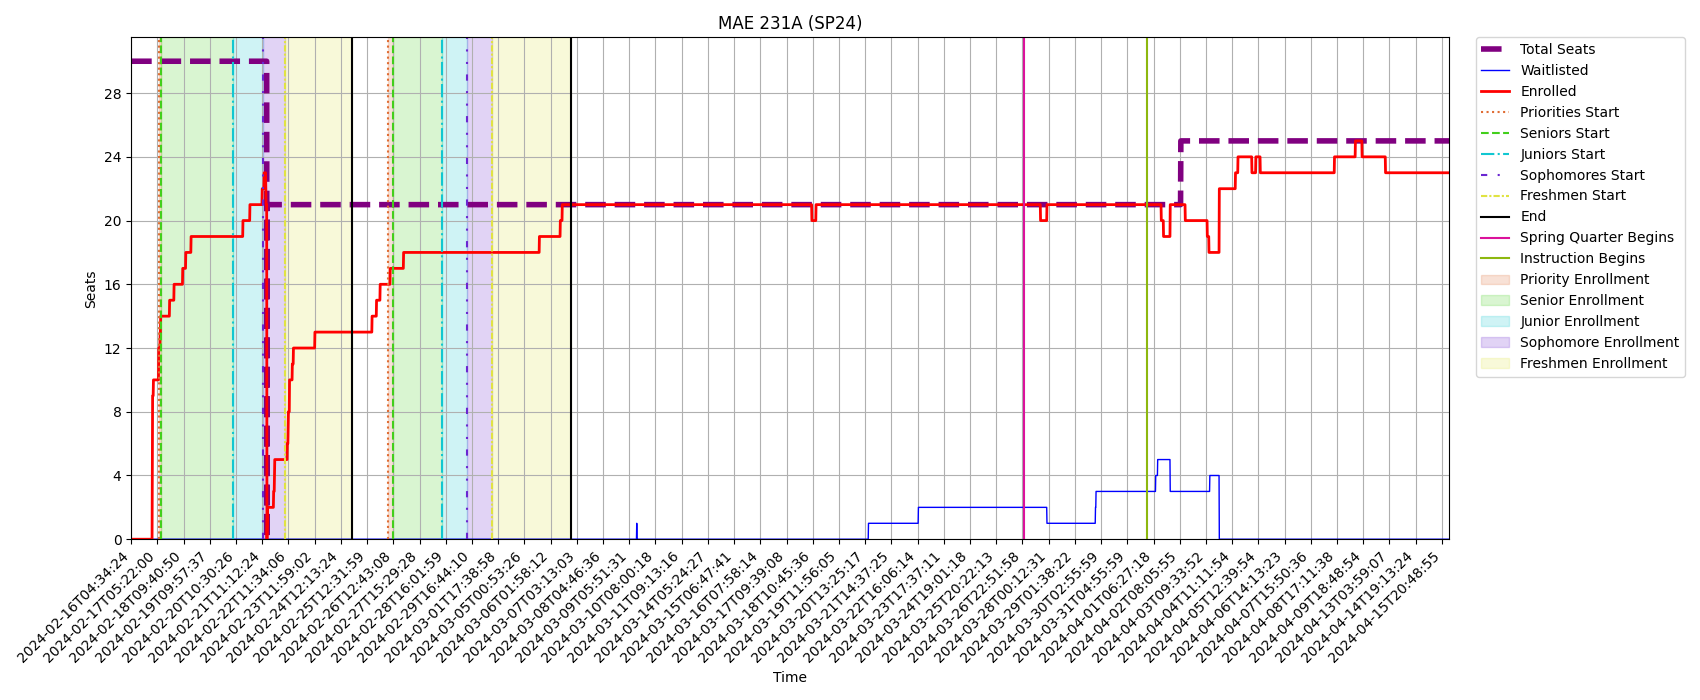 MAE 231A (SP24)
Total Seats
Waitlisted
Enrolled
Priorities Start
Seniors Start
Juniors Start
Sophomores Start
Freshmen Start
End
Spring Quarter Begins
Instruction Begins
Priority Enrollment
Senior Enrollment
Junior Enrollment
Sophomore Enrollment
Freshmen Enrollment
Seats
28
24
20
16
12
8
4
0
2024-02-16T04:34:24
2024-02-17T05:22:00
2024-02-18T09:40:50
2024-02-19T09:57:37
2024-02-20T10:30:26
2024-02-21T11:12:24
2024-02-22T11:34:06
2024-02-23T11:59:02
2024-02-24T12:13:24
2024-02-25T12:31:59
2024-02-26T12:43:08
2024-02-27T15:29:28
2024-02-28T16:01:59
2024-02-29T16:44:10
2024-03-01T17:38:58
2024-03-05T00:53:26
2024-03-06T01:58:12
2024-03-07T03:13:03
2024-03-08T04:46:36
2024-03-09T05:51:31
2024-03-10T08:00:18
2024-03-11T09:13:16
2024-03-14T05:24:27
2024-03-15T06:47:41
2024-03-16T07:58:14
2024-03-17T09:39:08
2024-03-18T10:45:36
2024-03-19T11:56:05
2024-03-20T13:25:17
2024-03-21T14:37:25
2024-03-22T16:06:14
2024-03-23T17:37:11
2024-03-24T19:01:18
2024-03-25T20:22:13
2024-03-26T22:51:58
2024-03-28T00:12:31
2024-03-29T01:38:22
2024-03-30T02:55:59
2024-03-31T04:55:59
2024-04-01T06:27:18
2024-04-02T08:05:55
2024-04-03T09:33:52
2024-04-04T11:11:54
2024-04-05T12:39:54
2024-04-06T14:13:23
2024-04-07T15:50:36
2024-04-08T17:11:38
2024-04-09T18:48:54
2024-04-13T03:59:07
2024-04-14T19:13:24
2024-04-15T20:48:55
Time